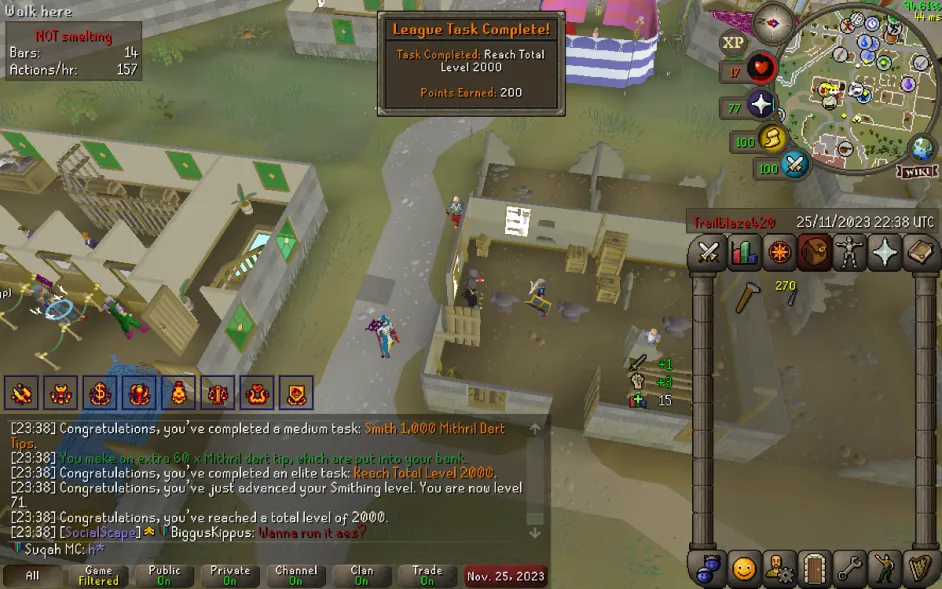 Walk here
NOT smelting
Bars: 14
Actions/hr: 157
League Task Complete!
Task Completed: Reach Total
Level 2000
Points Earned: 200
94.61%
44 ms
XP
17
77
100
100
WIKI
Trailblaze420 25/11/2023 22:38 UTC
270
+1
+3
15
[23:38] Congratulations, you've completed a medium task: Smith 1,000 Mithril Dart
Tips.
[23:38] You make an extra 60 x Mithril dart tip, which are put into your bank.
[23:38] Congratulations, you've completed an elite task: Reach Total Level 2000.
[23:38] Congratulations, you've just advanced your Smithing level. You are now level
71.
[23:38] Congratulations, you've reached a total level of 2000.
[23:38] [SocialScape] BiggusKippus: Wanna run it aes?
Suqah MC: h*
All
Game
Filtered
Public
On
Private
On
Channel
On
Clan
On
Trade
On
Nov. 25, 2023